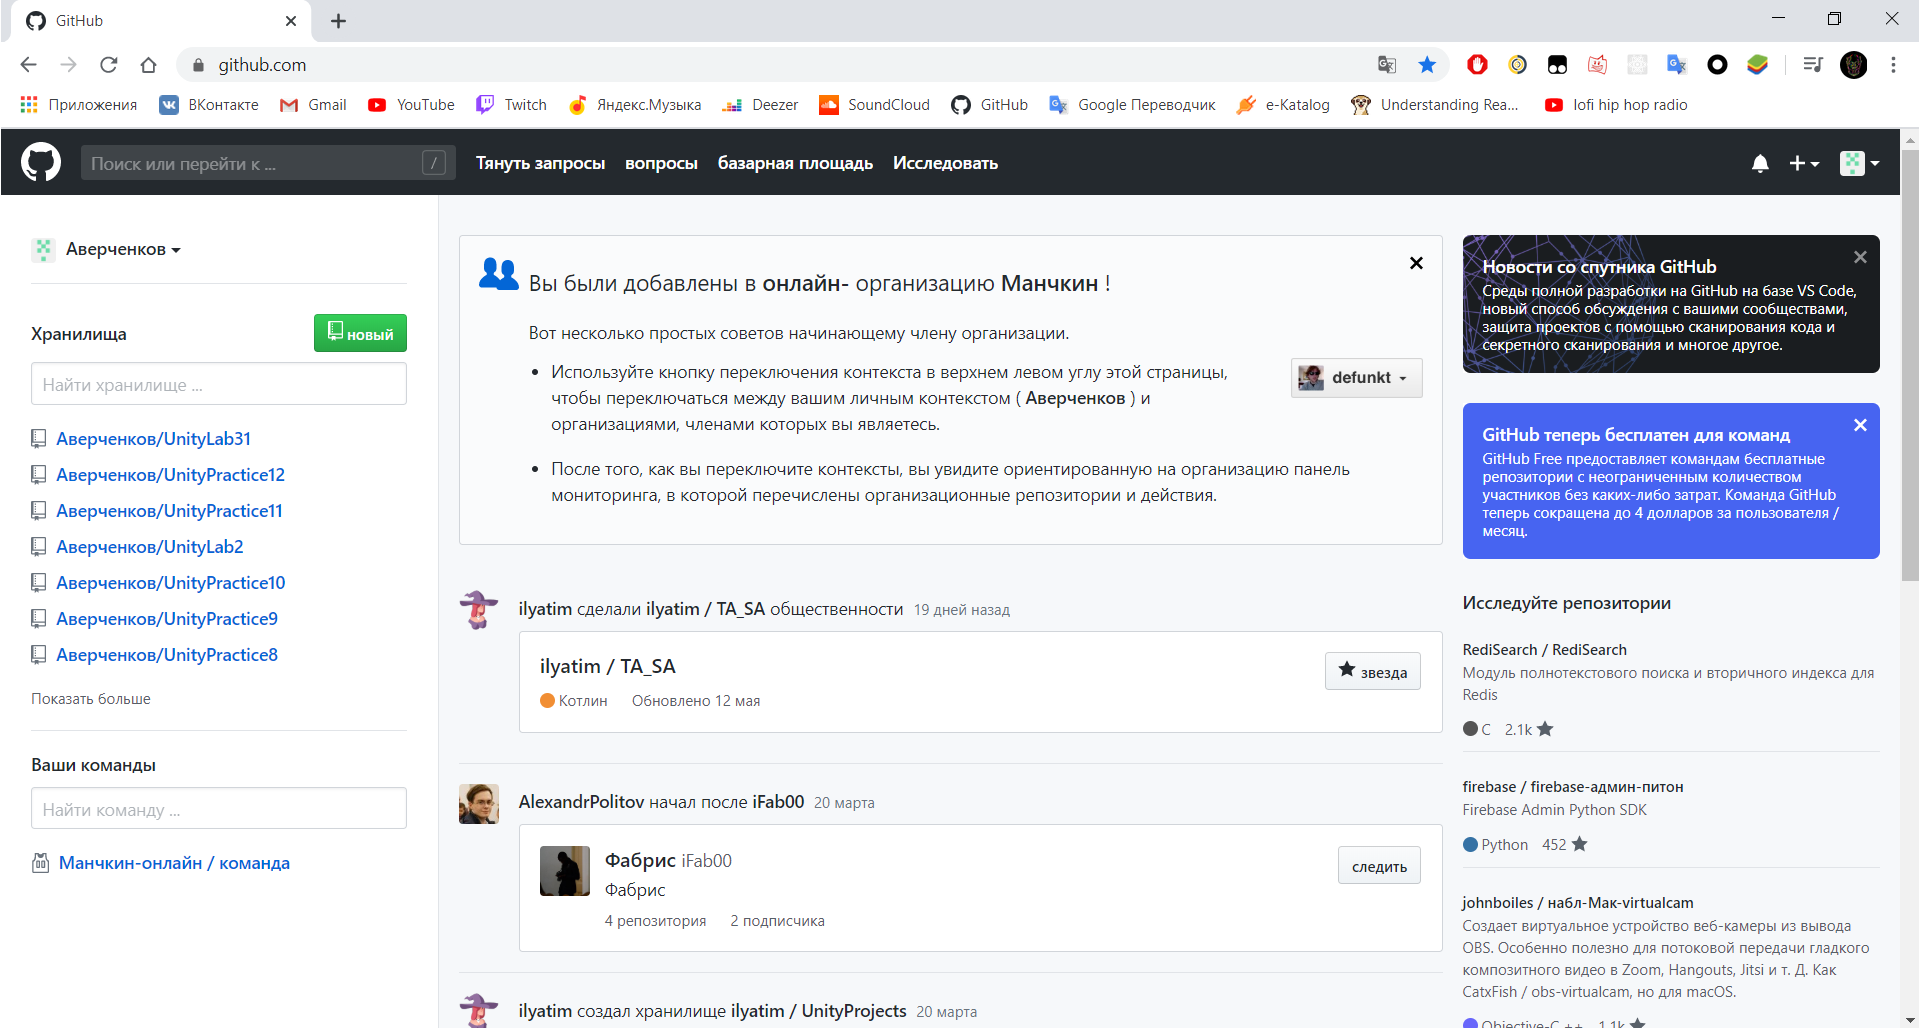 GitHub
github.com
Приложения ВКонтакте Gmail YouTube Twitch Яндекс.Музыка Deezer SoundCloud GitHub Google Переводчик e-Katalog Understanding Rea... lofi hip hop radio
Поиск или перейти к ... / Тянуть запросы вопросы базарная площадь Исследовать
Аверченков
Хранилища новый
Найти хранилище ...
Аверченков/UnityLab31
Аверченков/UnityPractice12
Аверченков/UnityPractice11
Аверченков/UnityLab2
Аверченков/UnityPractice10
Аверченков/UnityPractice9
Аверченков/UnityPractice8
Показать больше
Ваши команды
Найти команду ...
Манчкин-онлайн / команда
Вы были добавлены в онлайн- организацию Манчкин !
Вот несколько простых советов начинающему члену организации.
Используйте кнопку переключения контекста в верхнем левом углу этой страницы,
чтобы переключаться между вашим личным контекстом ( Аверченков ) и
организациями, членами которых вы являетесь.
defunkt
После того, как вы переключите контексты, вы увидите ориентированную на организацию панель
мониторинга, в которой перечислены организационные репозитории и действия.
ilyatim сделали ilyatim / TA_SA общественности 19 дней назад
ilyatim / TA_SA
звезда
Котлин Обновлено 12 мая
AlexandrPolitov начал после iFab00 20 марта
Фабрис iFab00
следить
Фабрис
4 репозитория 2 подписчика
ilyatim создал хранилище ilyatim / UnityProjects 20 марта
Новости со спутника GitHub
Среды полной разработки на GitHub на базе VS Code,
новый способ обсуждения с вашими сообществами,
защита проектов с помощью сканирования кода и
секретного сканирования и многое другое.
GitHub теперь бесплатен для команд
GitHub Free предоставляет командам бесплатные
репозитории с неограниченным количеством
участников без каких-либо затрат. Команда GitHub
теперь сокращена до 4 долларов за пользователя /
месяц.
Исследуйте репозитории
RediSearch / RediSearch
Модуль полнотекстового поиска и вторичного индекса для
Redis
C 2.1k
firebase / firebase-админ-питон
Firebase Admin Python SDK
Python 452
johnboiles / набл-Мак-virtualcam
Создает виртуальное устройство веб-камеры из вывода
OBS. Особенно полезно для потоковой передачи гладкого
композитного видео в Zoom, Hangouts, Jitsi и т. Д. Как
CatxFish / obs-virtualcam, но для macOS.
Objective-C ++ 1.1k